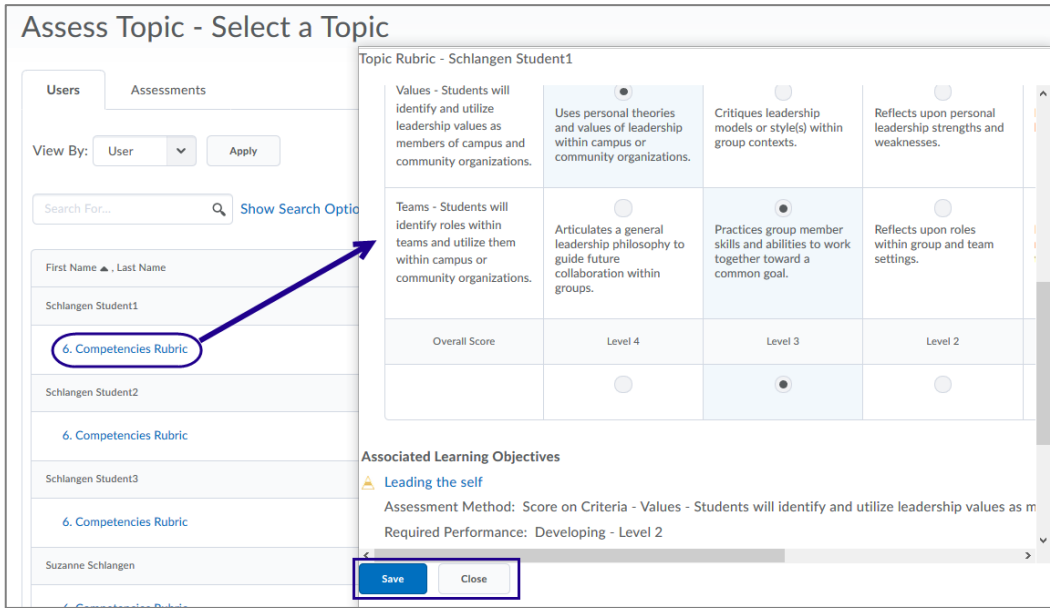 Assess Topic - Select a Topic
Users
Assessments
View By:
User
Apply
Search For...
Show Search Optio
First Name , Last Name
Schlangen Student1
6. Competencies Rubric
Schlangen Student2
6. Competencies Rubric
Schlangen Student3
6. Competencies Rubric
Suzanne Schlangen
6. Competencies Rubric
Topic Rubric - Schlangen Student1
Values - Students will
identify and utilize
leadership values as
members of campus and
community organizations.
Uses personal theories
and values of leadership
within campus or
community organizations.
Critiques leadership
models or style(s) within
group contexts.
Reflects upon personal
leadership strengths and
weaknesses.
Teams - Students will
identify roles within
teams and utilize them
within campus or
community organizations.
Articulates a general
leadership philosophy to
guide future
collaboration within
groups.
Practices group member
skills and abilities to work
together toward a
common goal.
Reflects upon roles
within group and team
settings.
Overall Score
Level 4
Level 3
Level 2
Associated Learning Objectives
Leading the self
Assessment Method: Score on Criteria - Values - Students will identify and utilize leadership values as m
Required Performance: Developing - Level 2
Save
Close